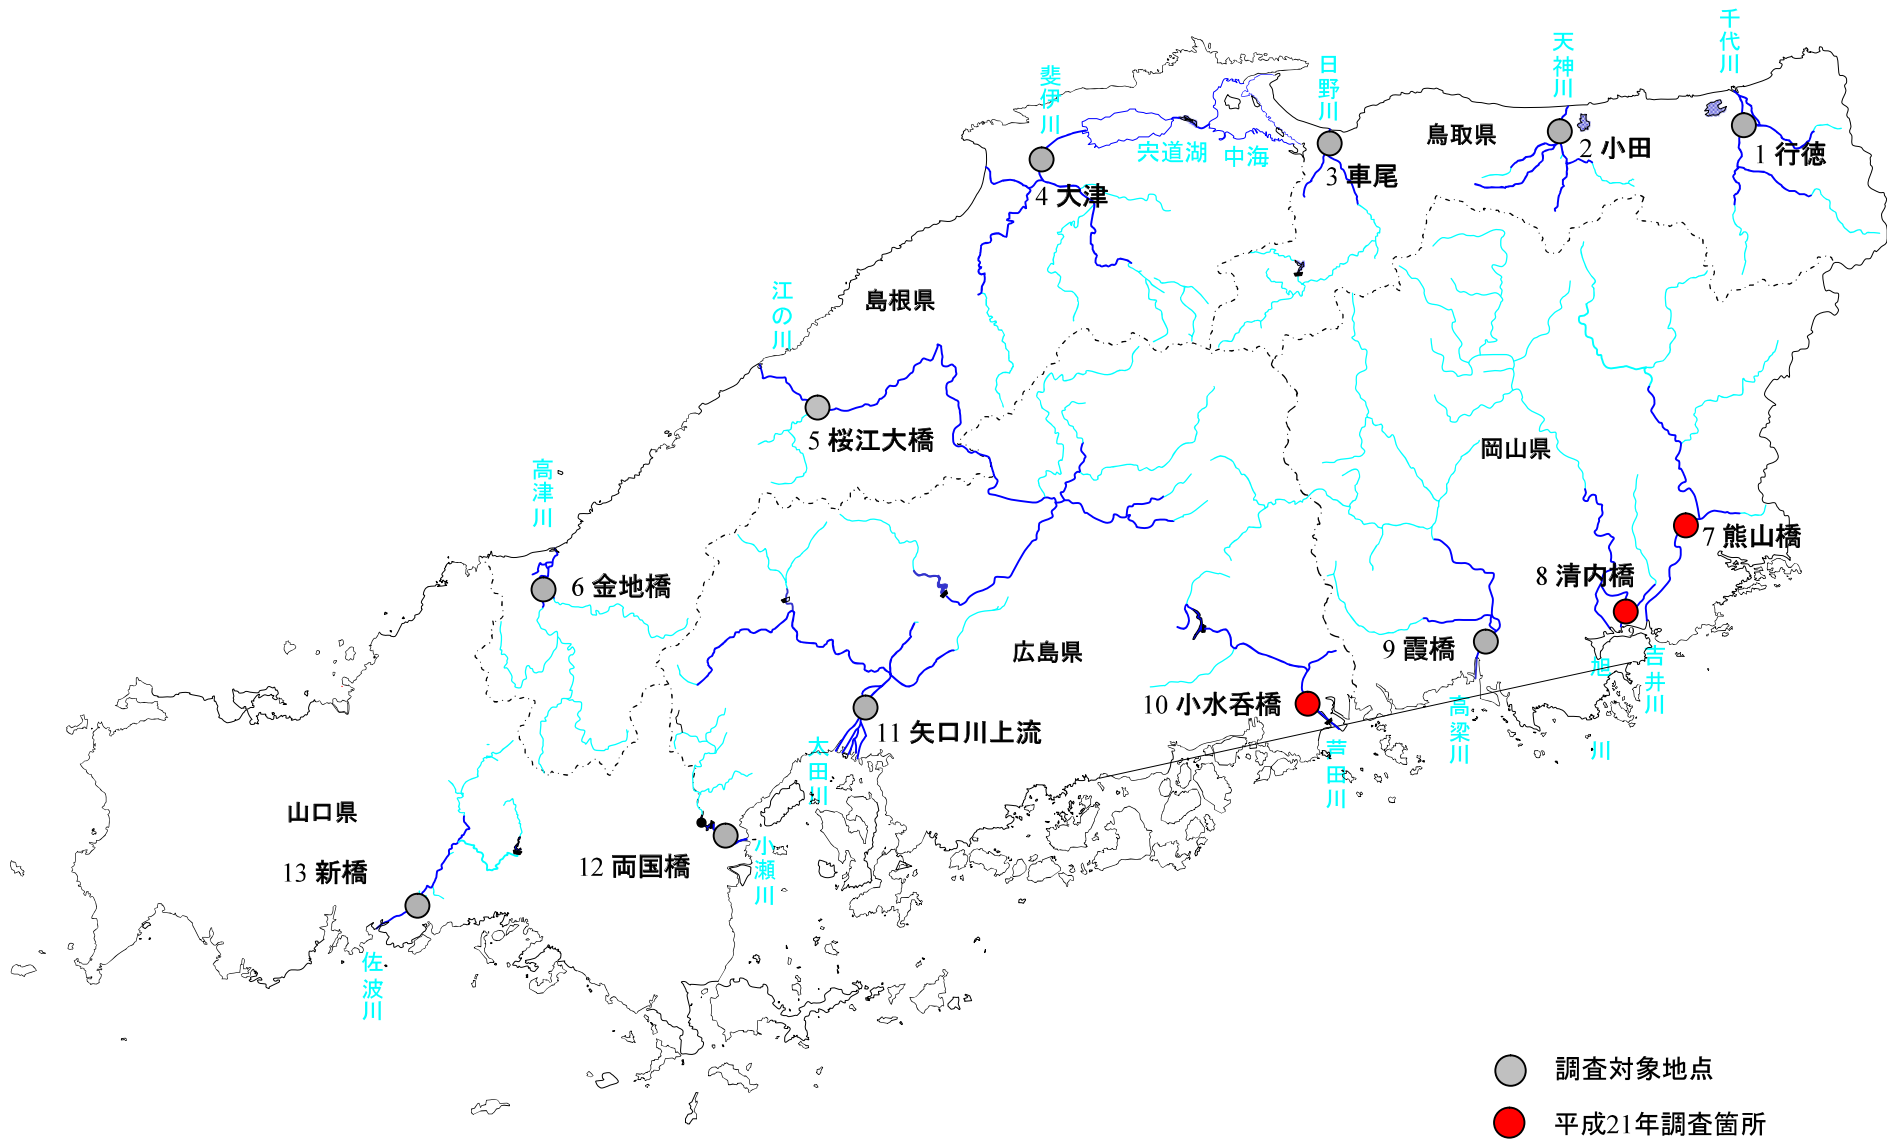 千代川
天神川
日野川
斐伊川
鳥取県
宍道湖
中海
1 行徳
2 小田
3 車尾
4 大津
島根県
江の川
5 桜江大橋
岡山県
高津川
7 熊山橋
6 金地橋
8 清内橋
広島県
9 霞橋
旭川
吉井川
10 小水呑橋
高梁川
11 矢口川上流
太田川
芦田川
山口県
13 新橋
12 両国橋
小瀬川
佐波川
調査対象地点
平成21年調査箇所